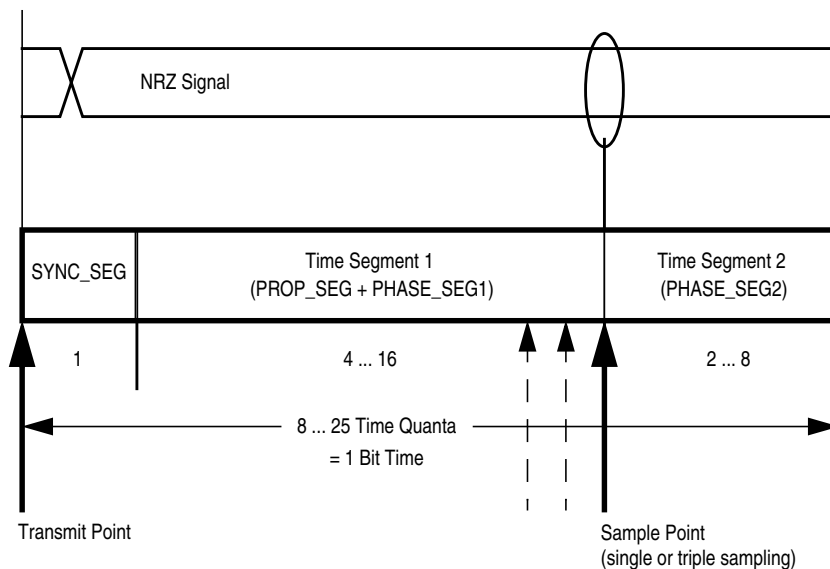 NRZ Signal
SYNC_SEG
Time Segment 1
(PROP_SEG + PHASE_SEG1)
Time Segment 2
(PHASE_SEG2)
1
4 ... 16
2 ... 8
8 ... 25 Time Quanta
= 1 Bit Time
Transmit Point
Sample Point
(single or triple sampling)